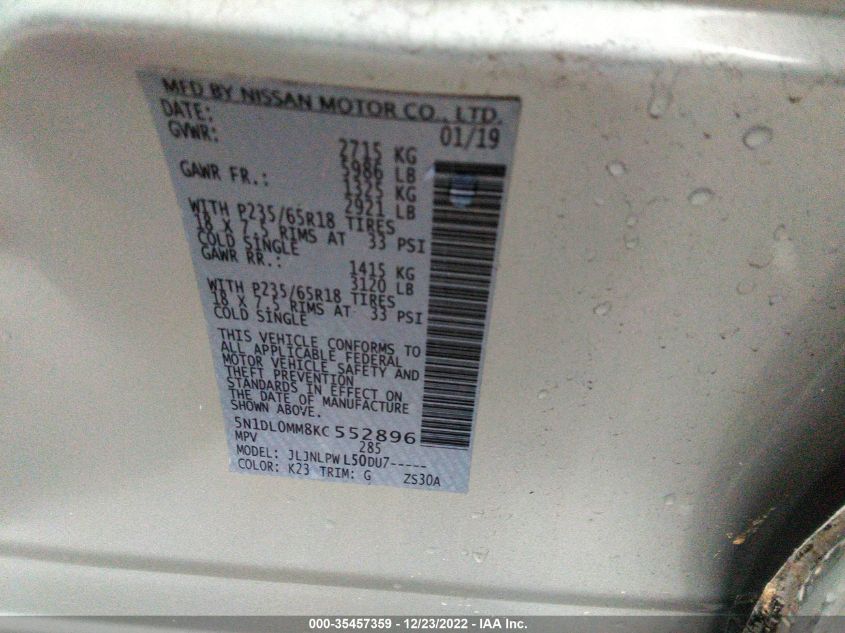 MFD BY NISSAN MOTOR CO., LTD.
DATE: 01/19
GVWR: 2715 KG
5986 LB
GAWR FR.: 1325 KG
2921 LB
WITH P235/65R18 TIRES
18 X 7.5 RIMS AT 33 PSI
COLD SINGLE
GAWR RR.: 1415 KG
3120 LB
WITH P235/65R18 TIRES
18 X 7.5 RIMS AT 33 PSI
COLD SINGLE
THIS VEHICLE CONFORMS TO
ALL APPLICABLE FEDERAL
MOTOR VEHICLE SAFETY AND
THEFT PREVENTION
STANDARDS IN EFFECT ON
THE DATE OF MANUFACTURE
SHOWN ABOVE.
5N1DL0MM8KC 552896
MPV 285
MODEL: JLJNLPW L50DU7-----
COLOR: K23 TRIM: G ZS30A
000-35457359 - 12/23/2022 - IAA Inc.